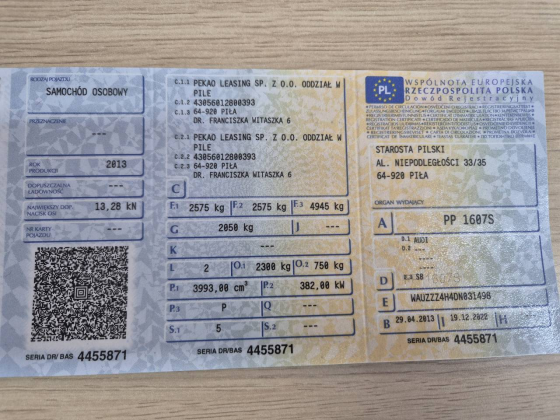 RODZAJ POJAZDU
SAMOCHÓD OSOBOWY
PRZEZNACZENIE
---
ROK PRODUKCJI
2013
DOPUSZCZALNA ŁADOWNOŚĆ
---
NAJWIĘKSZY DOP. NACISK OSI
13,28 kN
NR KARTY POJAZDU
---
SERIA DR/BAS 4455871
C.1.1 PEKAO LEASING SP. Z O.O. ODDZIAŁ W
PILE
C.1.2 43056012800393
C.1.3 64-920 PIŁA
DR. FRANCISZKA WITASZKA 6
C.2.1 PEKAO LEASING SP. Z O.O. ODDZIAŁ W
PILE
C.2.2 43056012800393
C.2.3 64-920 PIŁA
DR. FRANCISZKA WITASZKA 6
C
F.1 2575 kg F.2 2575 kg F.3 4945 kg
G 2050 kg J ---
K ---
L 2 O.1 2300 kg O.2 750 kg
P.1 3993,00 cm³ P.2 382,00 kW
P.3 P Q ---
S.1 5 S.2 ---
SERIA DR/BAS 4455871
PL
WSPÓLNOTA EUROPEJSKA
RZECZPOSPOLITA POLSKA
Dowód Rejestracyjny
STAROSTA PILSKI
AL. NIEPODLEGŁOŚCI 33/35
64-920 PIŁA
ORGAN WYDAJĄCY
A PP 1607S
D.1 AUDI
D.2 ----
----
----
D D.3 S8
E WAUZZZ4H4DN031498
B 29.04.2013 I 19.12.2022 H
SERIA DR/BAS 4455871